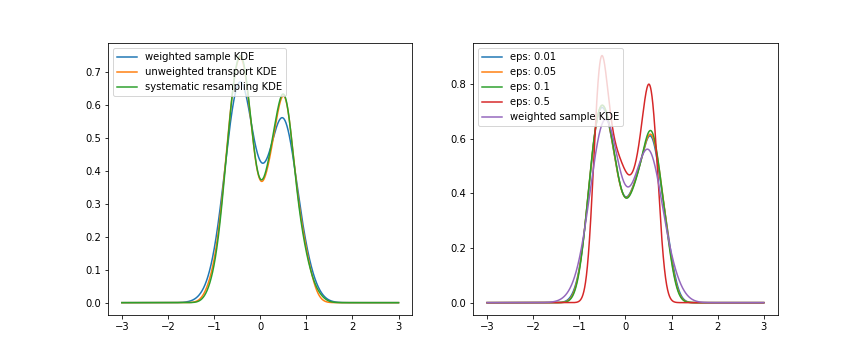 weighted sample KDE
unweighted transport KDE
systematic resampling KDE
0.7
0.6
0.5
0.4
0.3
0.2
0.1
0.0
−3 −2 −1 0 1 2 3
eps: 0.01
eps: 0.05
eps: 0.1
eps: 0.5
weighted sample KDE
0.8
0.6
0.4
0.2
0.0
−3 −2 −1 0 1 2 3